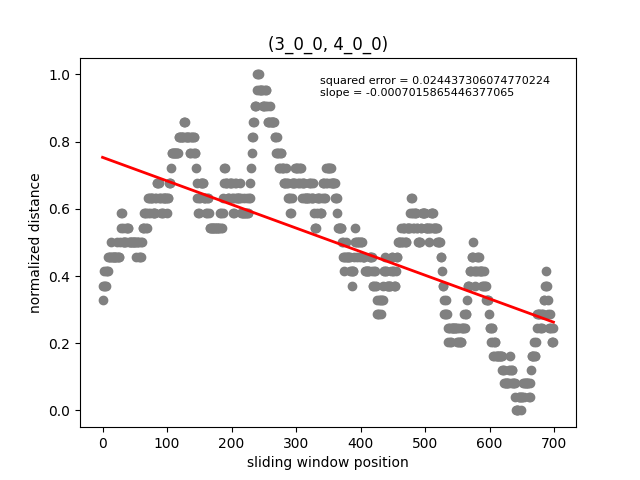 (3_0_0, 4_0_0)
squared error = 0.024437306074770224
slope = -0.0007015865446377065
1.0
0.8
0.6
0.4
0.2
0.0
normalized distance
0 100 200 300 400 500 600 700
sliding window position